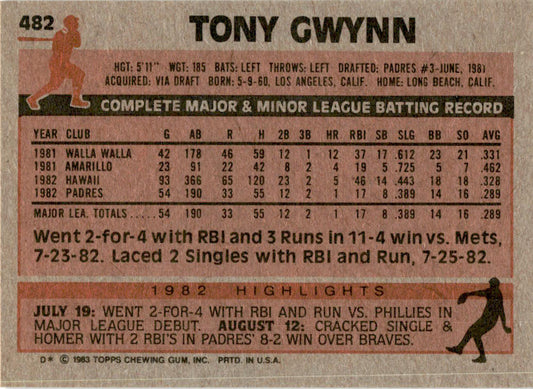 482 TONY GWYNN
HGT: 5'11" WGT: 185 BATS: LEFT THROWS: LEFT DRAFTED: PADRES #3-JUNE, 1981
ACQUIRED: VIA DRAFT BORN: 5-9-60, LOS ANGELES, CALIF. HOME: LONG BEACH, CALIF.
COMPLETE MAJOR & MINOR LEAGUE BATTING RECORD
YEAR CLUB G AB R H 2B 3B HR RBI SB SLG BB SO AVG
1981 WALLA WALLA 42 178 46 59 12 1 12 37 17 .612 23 21 .331
1981 AMARILLO 23 91 22 42 8 2 4 19 5 .725 5 7 .462
1982 HAWAII 93 366 65 120 23 2 5 46 14 .443 18 18 .328
1982 PADRES 54 190 33 55 12 2 1 17 8 .389 14 16 .289
MAJOR LEA. TOTALS 54 190 33 55 12 2 1 17 8 .389 14 16 .289
Went 2-for-4 with RBI and 3 Runs in 11-4 win vs. Mets,
7-23-82. Laced 2 Singles with RBI and Run, 7-25-82.
1982 HIGHLIGHTS
JULY 19: WENT 2-FOR-4 WITH RBI AND RUN VS. PHILLIES IN
MAJOR LEAGUE DEBUT. AUGUST 12: CRACKED SINGLE &
HOMER WITH 2 RBI'S IN PADRES' 8-2 WIN OVER BRAVES.
D* © 1983 TOPPS CHEWING GUM, INC. PRTD. IN U.S.A.